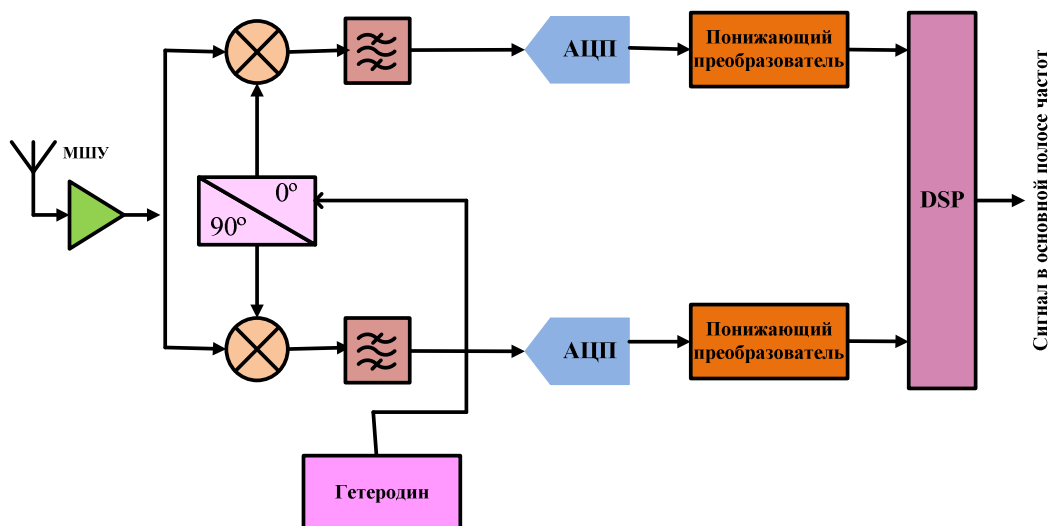 МШУ
0º
90º
АЦП
Понижающий
преобразователь
DSP
Сигнал в основной полосе частот
АЦП
Понижающий
преобразователь
Гетеродин